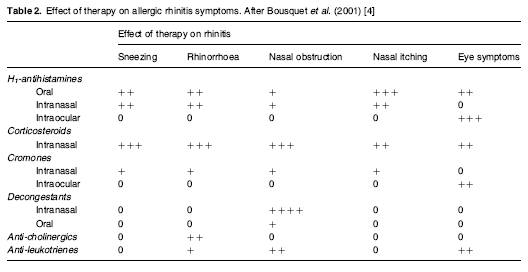 Table 2. Effect of therapy on allergic rhinitis symptoms. After Bousquet et al. (2001) [4]
Effect of therapy on rhinitis
Sneezing Rhinorrhoea Nasal obstruction Nasal itching Eye symptoms
H1-antihistamines
Oral ++ ++ + +++ ++
Intranasal ++ ++ + ++ 0
Intraocular 0 0 0 0 +++
Corticosteroids
Intranasal +++ +++ +++ ++ ++
Cromones
Intranasal + + + + 0
Intraocular 0 0 0 0 ++
Decongestants
Intranasal 0 0 ++++ 0 0
Oral 0 0 + 0 0
Anti-cholinergics 0 ++ 0 0 0
Anti-leukotrienes 0 + ++ 0 ++